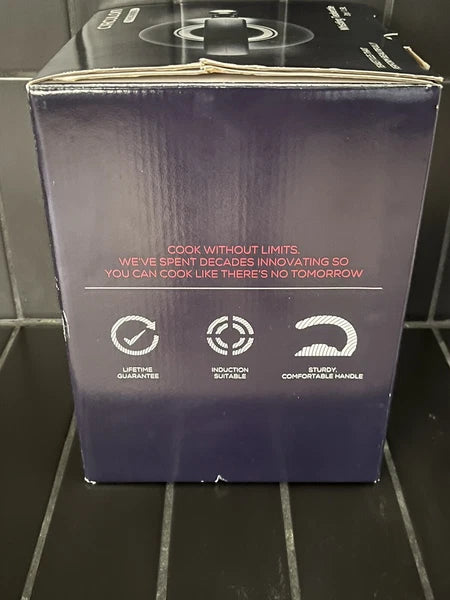 COOK WITHOUT LIMITS.
WE'VE SPENT DECADES INNOVATING SO
YOU CAN COOK LIKE THERE'S NO TOMORROW
LIFETIME
GUARANTEE
INDUCTION
SUITABLE
STURDY,
COMFORTABLE HANDLE